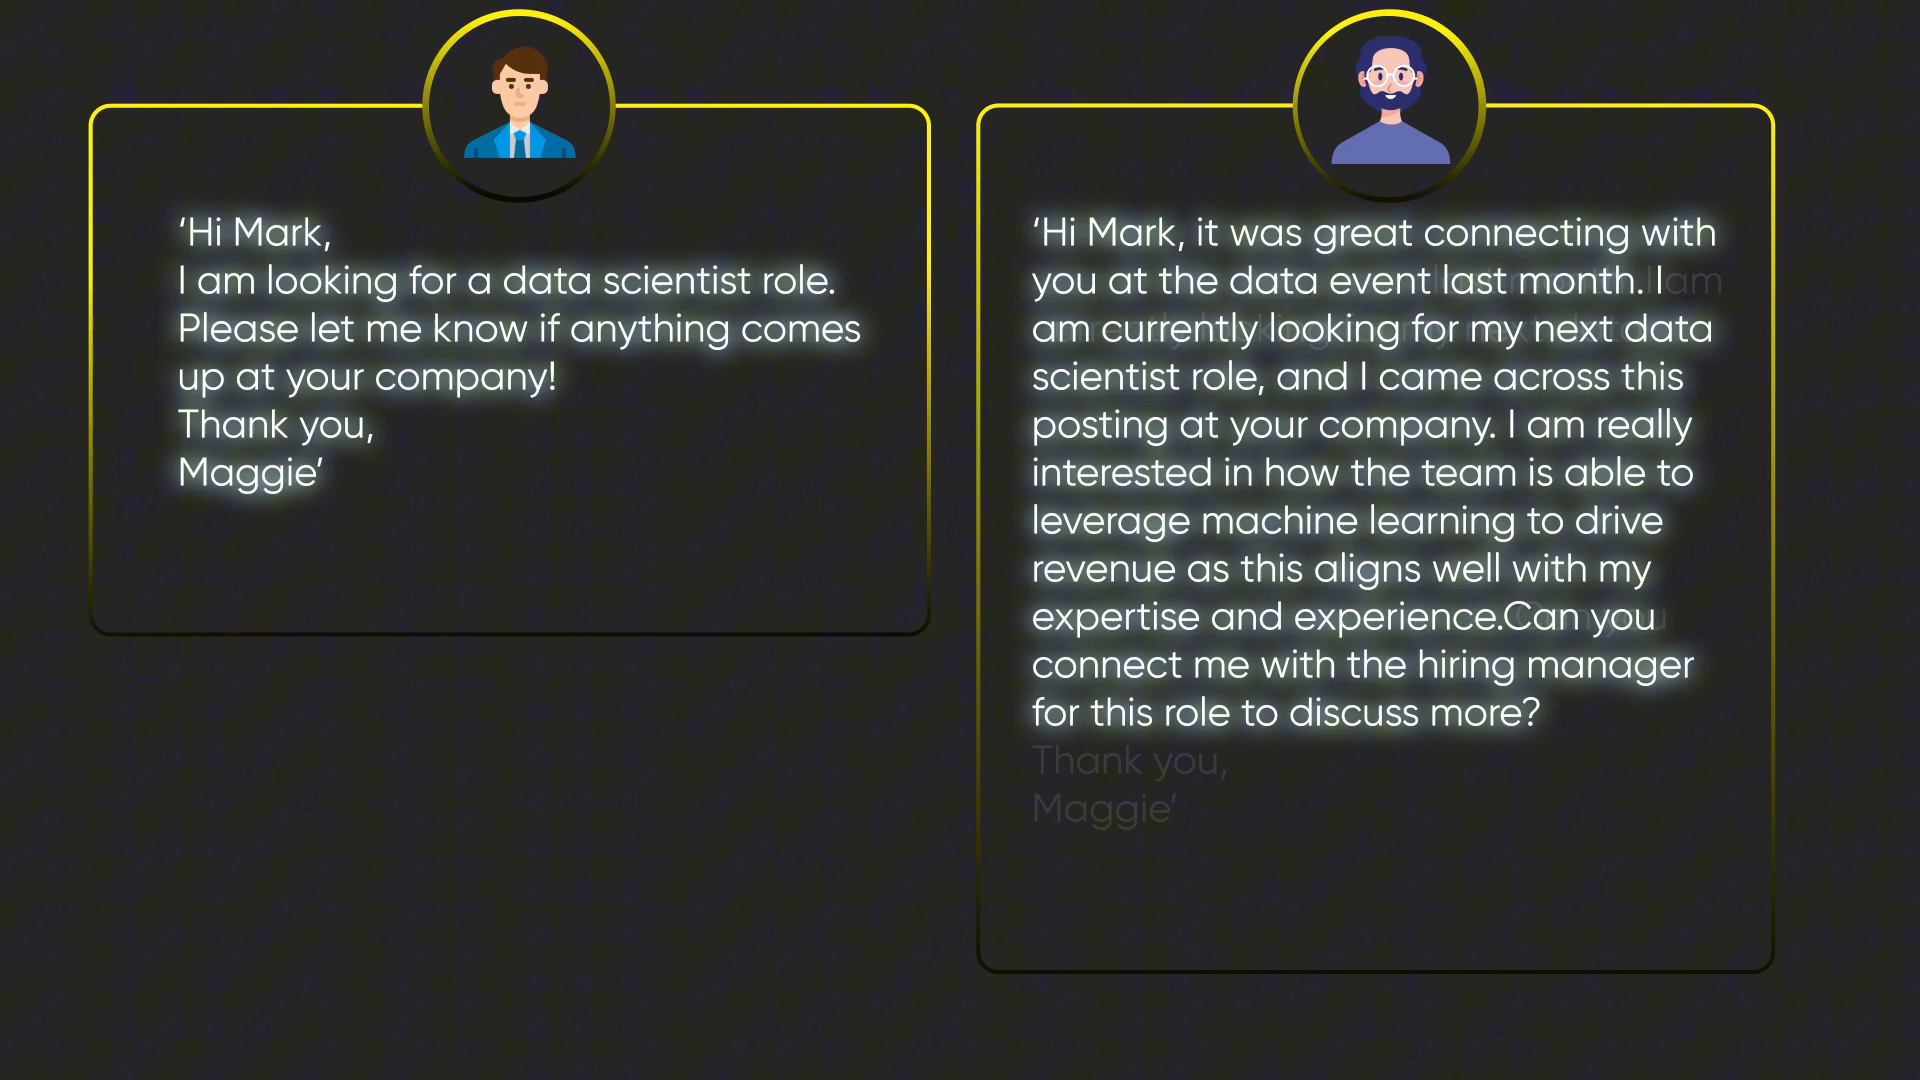 ‘Hi Mark,
I am looking for a data scientist role.
Please let me know if anything comes
up at your company!
Thank you,
Maggie’
‘Hi Mark, it was great connecting with
you at the data event last month. I
am currently looking for my next data
scientist role, and I came across this
posting at your company. I am really
interested in how the team is able to
leverage machine learning to drive
revenue as this aligns well with my
expertise and experience.Can you
connect me with the hiring manager
for this role to discuss more?
Thank you,
Maggie’